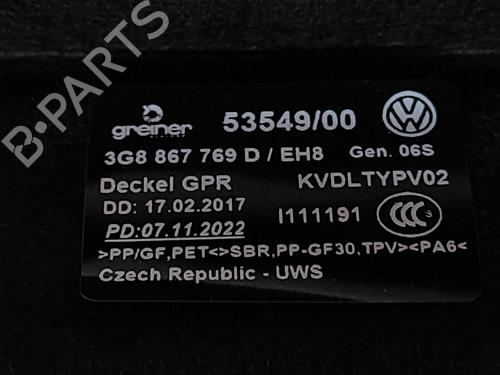 greiner 53549/00
3G8 867 769 D / EH8 Gen. 06S
Deckel GPR KVDLTYPV02
DD: 17.02.2017
PD:07.11.2022 I111191
>PP/GF,PET<>SBR,PP-GF30,TPV><PA6<
Czech Republic - UWS
B-PARTS